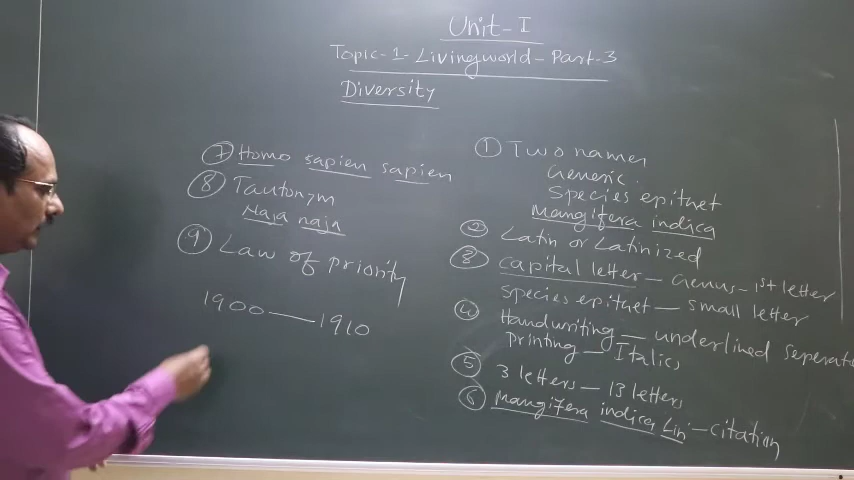 Unit-I
Topic-1-Livingworld-Part-3
Diversity
① Two names
Generic.
Species epithet
Mangifera indica
② Latin or Latinized
③ capital letter — Genus - 1st letter
species epithet — small letter
④ Handwriting — underlined seperate
printing — Italics
⑤ 3 letters — 13 letters
⑥ Mangifera indica Lin — citation
⑦ Homo sapien sapien
⑧ Tautonym
Naja naja
⑨ Law of priority
1900 — 1910